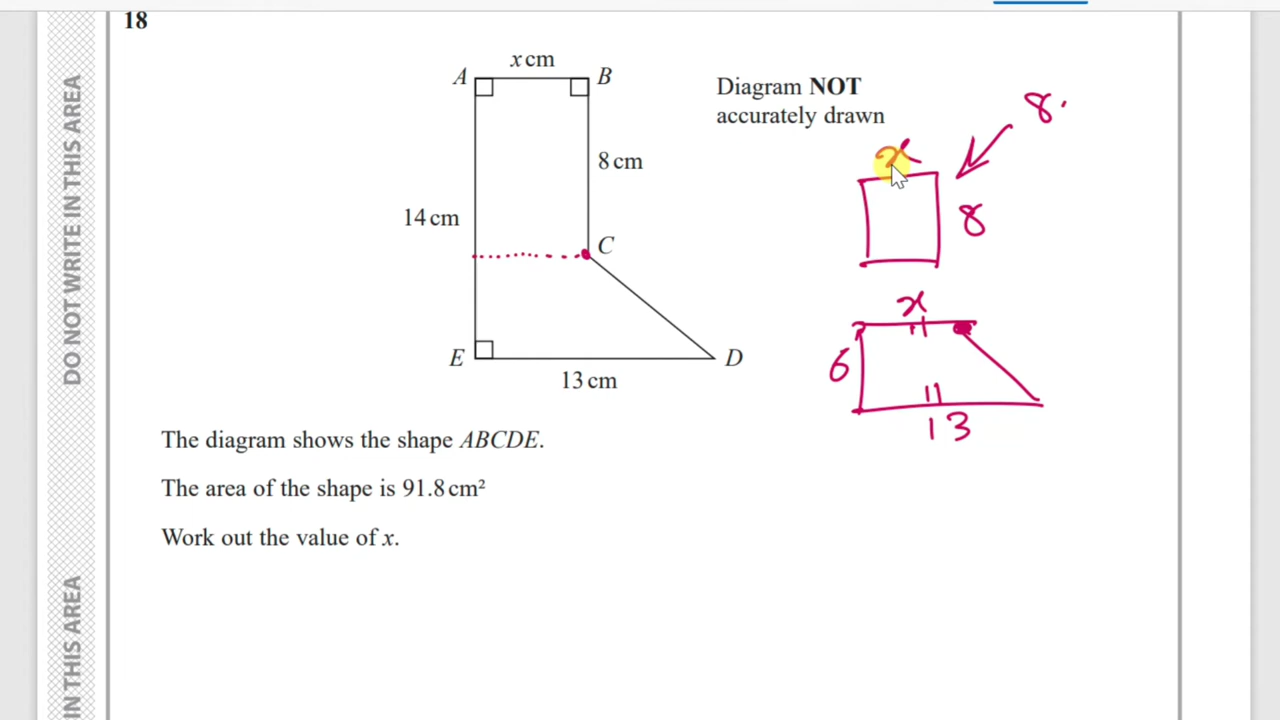 18
x cm
A
B
Diagram NOT
accurately drawn
8.
x
8 cm
8
14 cm
C
x
6
E
D
13 cm
13
The diagram shows the shape ABCDE.
The area of the shape is 91.8 cm²
Work out the value of x.
DO NOT WRITE IN THIS AREA
IN THIS AREA